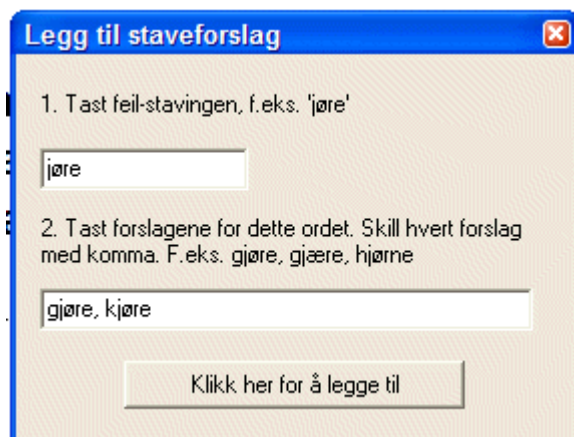 Legg til staveforslag
1. Tast feil-stavingen, f.eks. 'jøre'
jøre
2. Tast forslagene for dette ordet. Skill hvert forslag
med komma. F.eks. gjøre, gjære, hjørne
gjøre, kjøre
Klikk her for å legge til